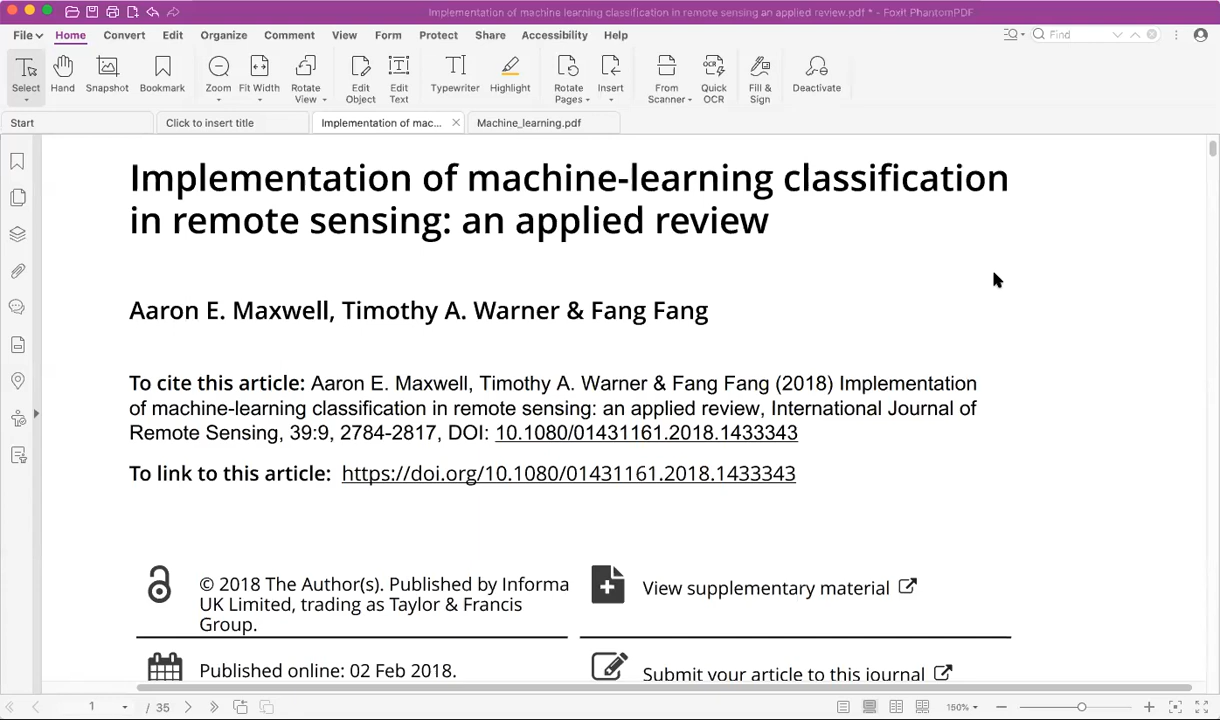 Implementation of machine learning classification in remote sensing an applied review.pdf * - Foxit PhantomPDF
File Home Convert Edit Organize Comment View Form Protect Share Accessibility Help Find
Select Hand Snapshot Bookmark Zoom Fit Width Rotate View Edit Object Edit Text Typewriter Highlight Rotate Pages Insert From Scanner Quick OCR Fill & Sign Deactivate
Start Click to insert title Implementation of mac... Machine_learning.pdf
Implementation of machine-learning classification
in remote sensing: an applied review
Aaron E. Maxwell, Timothy A. Warner & Fang Fang
To cite this article: Aaron E. Maxwell, Timothy A. Warner & Fang Fang (2018) Implementation
of machine-learning classification in remote sensing: an applied review, International Journal of
Remote Sensing, 39:9, 2784-2817, DOI: 10.1080/01431161.2018.1433343
To link to this article: https://doi.org/10.1080/01431161.2018.1433343
© 2018 The Author(s). Published by Informa
UK Limited, trading as Taylor & Francis
Group.
View supplementary material
Published online: 02 Feb 2018.
Submit your article to this journal
1 / 35 150%